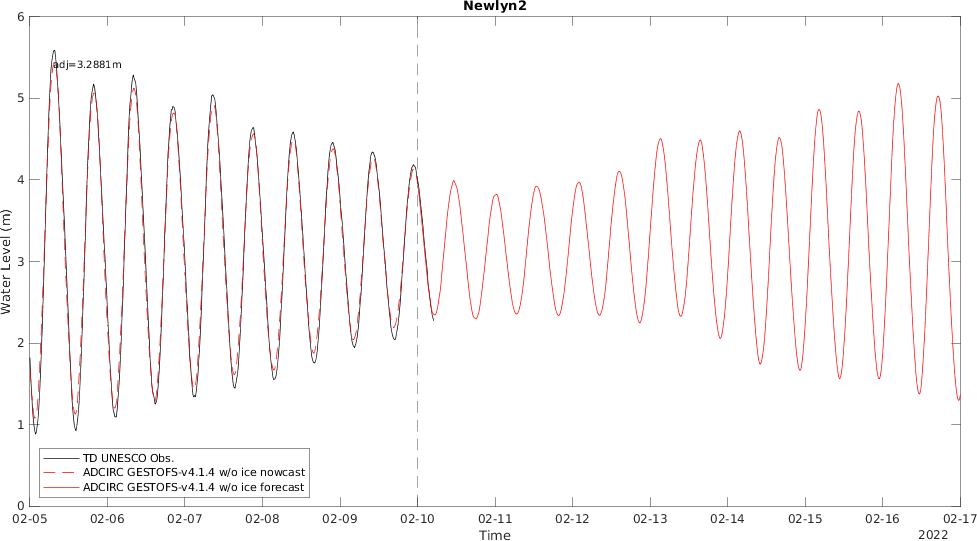 Newlyn2
adj=3.2881m
Water Level (m)
6
5
4
3
2
1
0
TD UNESCO Obs.
ADCIRC GESTOFS-v4.1.4 w/o ice nowcast
ADCIRC GESTOFS-v4.1.4 w/o ice forecast
02-05 02-06 02-07 02-08 02-09 02-10 02-11 02-12 02-13 02-14 02-15 02-16 02-17
Time
2022